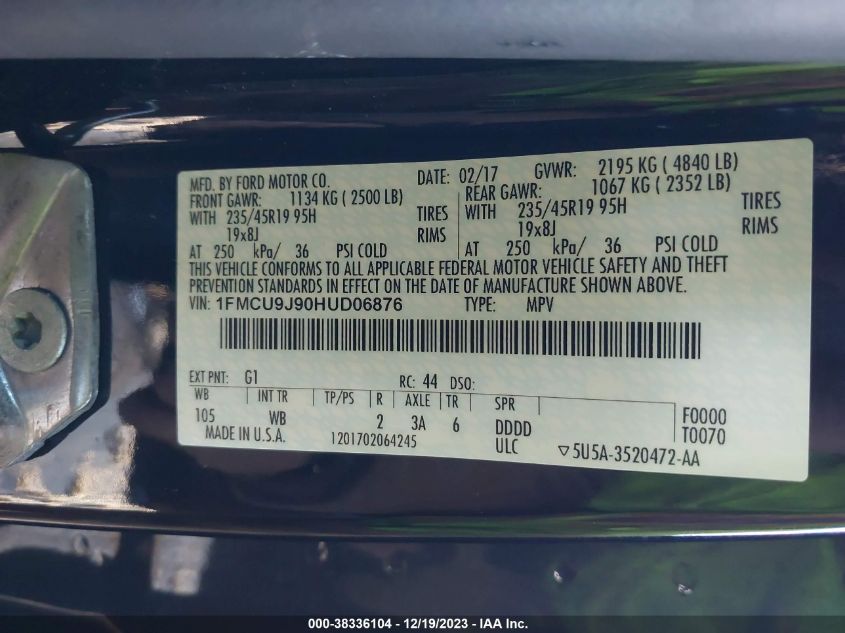 MFD. BY FORD MOTOR CO. DATE: 02/17 GVWR: 2195 KG ( 4840 LB)
FRONT GAWR: 1134 KG ( 2500 LB) REAR GAWR: 1067 KG ( 2352 LB)
WITH 235/45R19 95H TIRES WITH 235/45R19 95H TIRES
19x8J RIMS 19x8J RIMS
AT 250 kPa/ 36 PSI COLD AT 250 kPa/ 36 PSI COLD
THIS VEHICLE CONFORMS TO ALL APPLICABLE FEDERAL MOTOR VEHICLE SAFETY AND THEFT
PREVENTION STANDARDS IN EFFECT ON THE DATE OF MANUFACTURE SHOWN ABOVE.
VIN: 1FMCU9J90HUD06876 TYPE: MPV
EXT PNT: G1 RC: 44 DSO:
WB INT TR TP/PS R AXLE TR SPR
105 WB 2 3A 6 DDDD F0000
MADE IN U.S.A. 1201702064245 ULC ▽5U5A-3520472-AA T0070
000-38336104 - 12/19/2023 - IAA Inc.